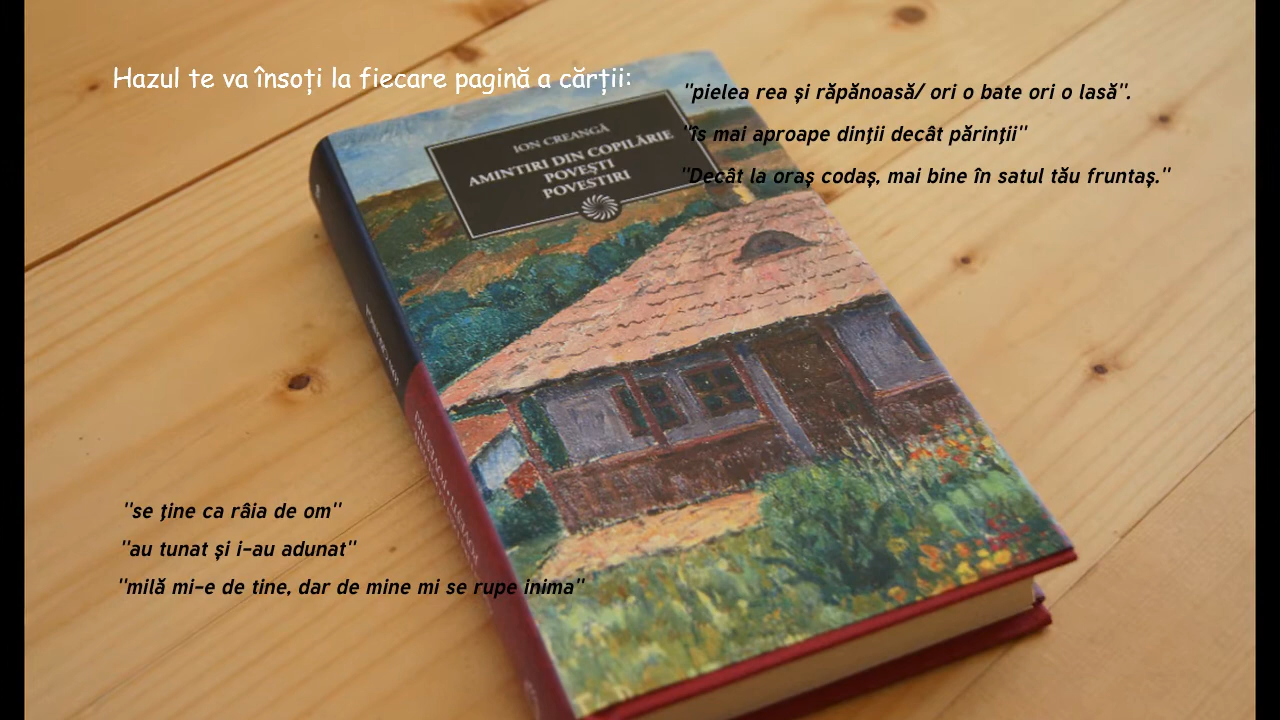 Hazul te va însoți la fiecare pagină a cărții:
"pielea rea și răpănoasă/ ori o bate ori o lasă".
"îs mai aproape dinții decât părinții"
"Decât la oraș codaș, mai bine în satul tău fruntaș."
ION CREANGĂ
AMINTIRI DIN COPILĂRIE
POVEȘTI
POVESTIRI
"se ține ca râia de om"
"au tunat și i-au adunat"
"milă mi-e de tine, dar de mine mi se rupe inima"